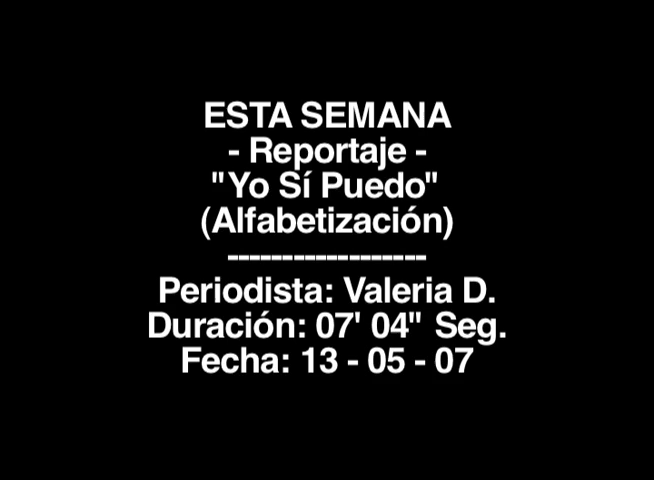 ESTA SEMANA
- Reportaje -
"Yo Sí Puedo"
(Alfabetización)
------------------
Periodista: Valeria D.
Duración: 07' 04" Seg.
Fecha: 13 - 05 - 07